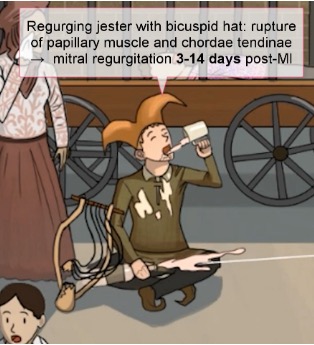 Regurging jester with bicuspid hat: rupture
of papillary muscle and chordae tendinae
→ mitral regurgitation 3-14 days post-MI